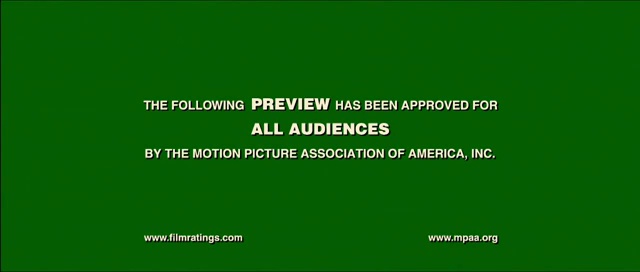 THE FOLLOWING PREVIEW HAS BEEN APPROVED FOR
ALL AUDIENCES
BY THE MOTION PICTURE ASSOCIATION OF AMERICA, INC.
www.filmratings.com www.mpaa.org